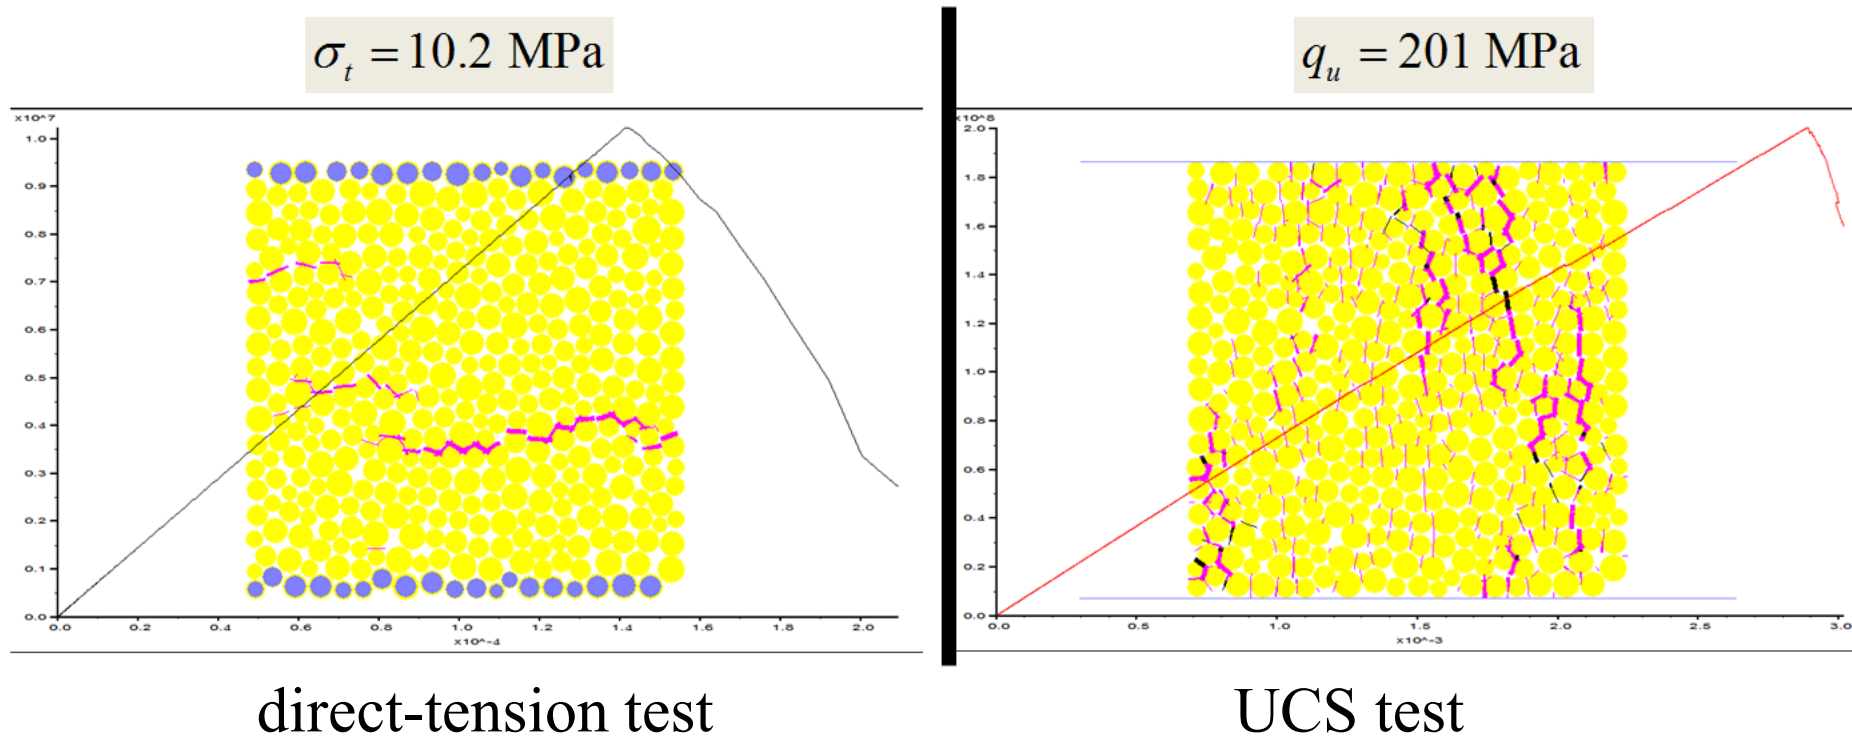 σt = 10.2 MPa
qu = 201 MPa
x10^7
1.0
0.9
0.8
0.7
0.6
0.5
0.4
0.3
0.2
0.1
0.0
0.0 0.2 0.4 0.6 0.8 1.0 1.2 1.4 1.6 1.8 2.0
x10^-4
x10^8
2.0
1.8
1.6
1.4
1.2
1.0
0.8
0.6
0.4
0.2
0.0
0.0 0.5 1.0 1.5 2.0 2.5 3.0
x10^-3
direct-tension test
UCS test